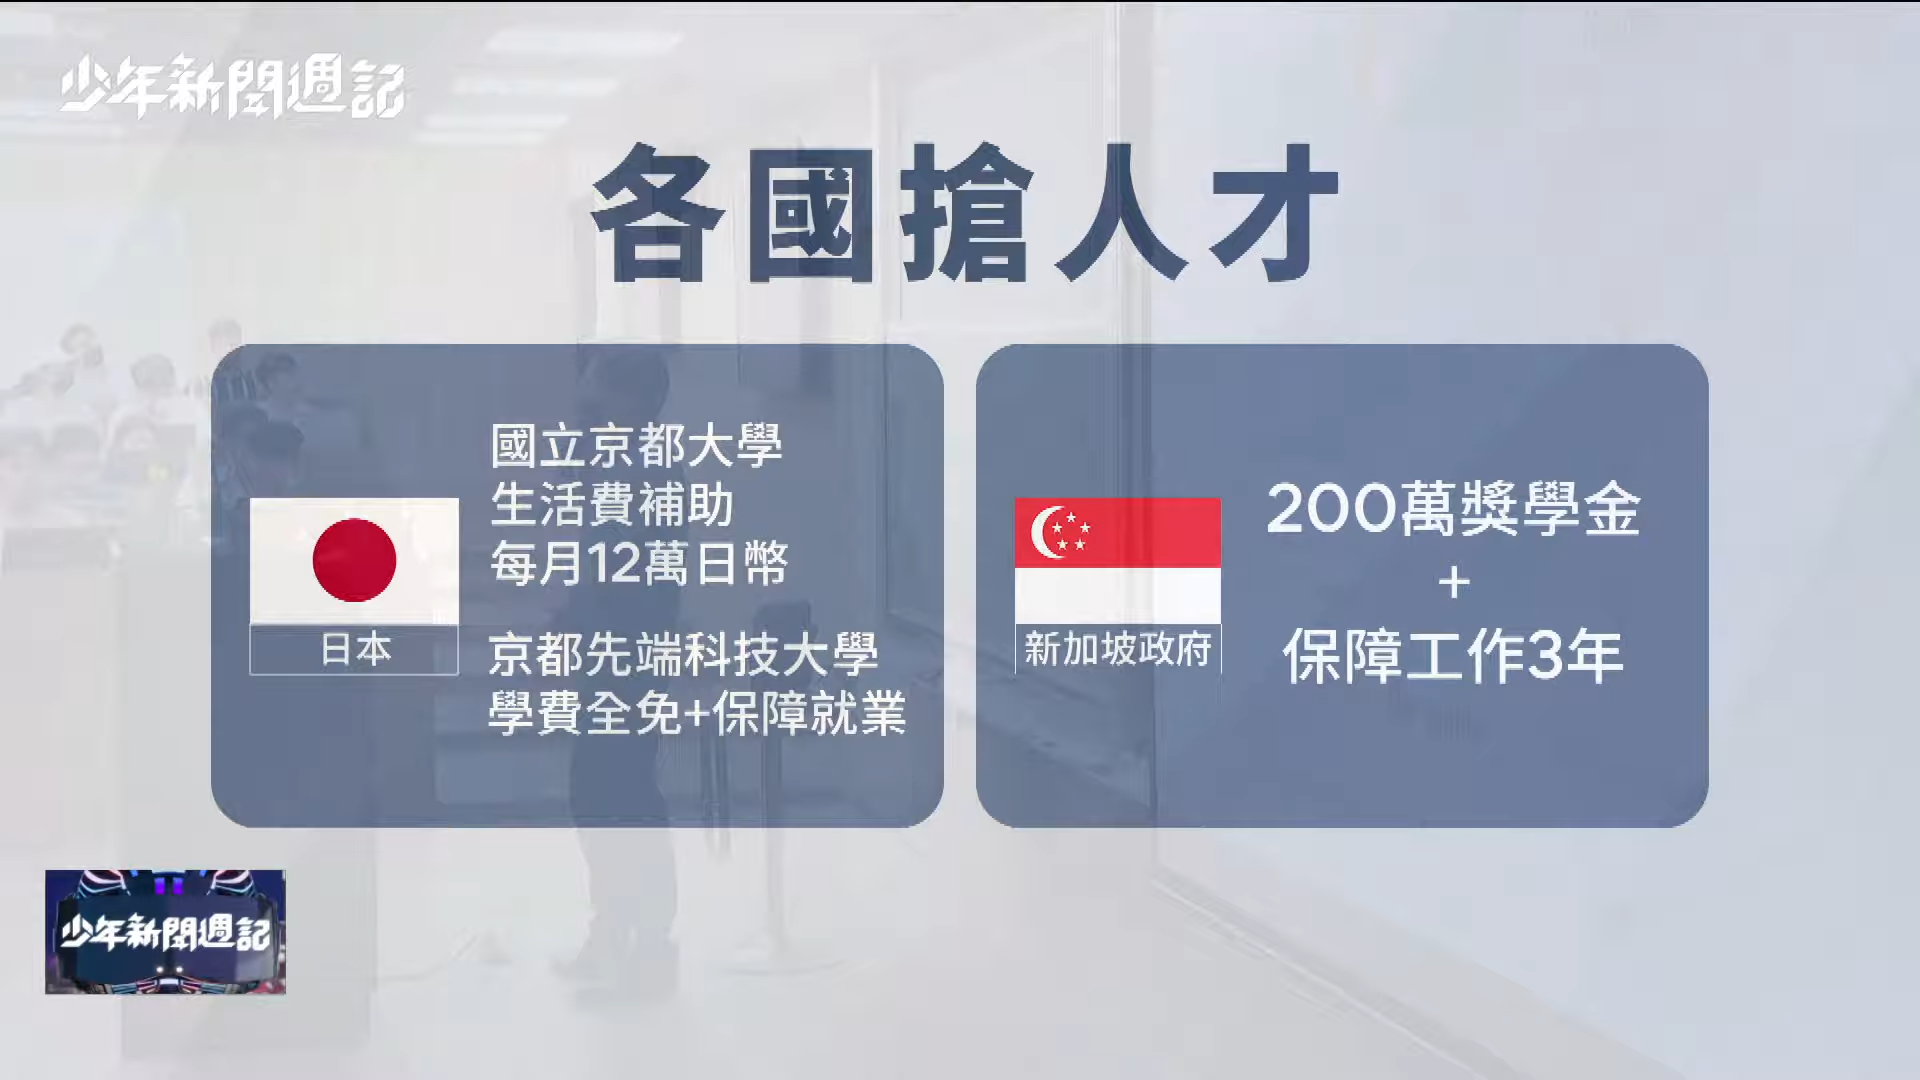 少年新聞週記
各國搶人才
國立京都大學
生活費補助
每月12萬日幣
日本
京都先端科技大學
學費全免+保障就業
200萬獎學金
+
保障工作3年
新加坡政府
少年新聞週記